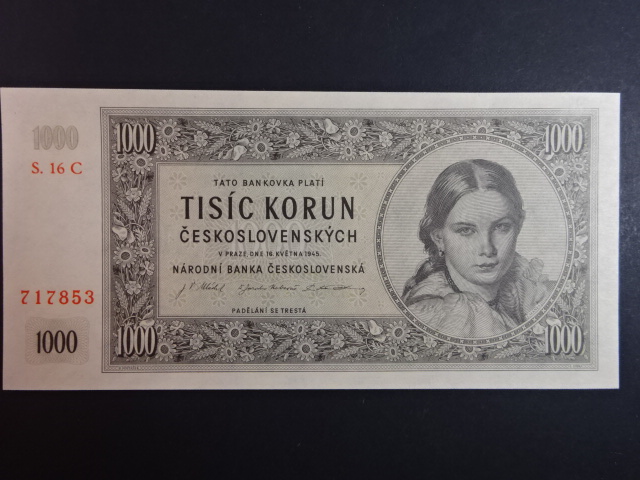 1000
S. 16 C
717853
1000
1000
1000
TATO BANKOVKA PLATÍ
TISÍC KORUN
ČESKOSLOVENSKÝCH
V PRAZE DNE 16. KVĚTNA 1945.
NÁRODNÍ BANKA ČESKOSLOVENSKÁ
PADĚLÁNÍ SE TRESTÁ
1000
1000